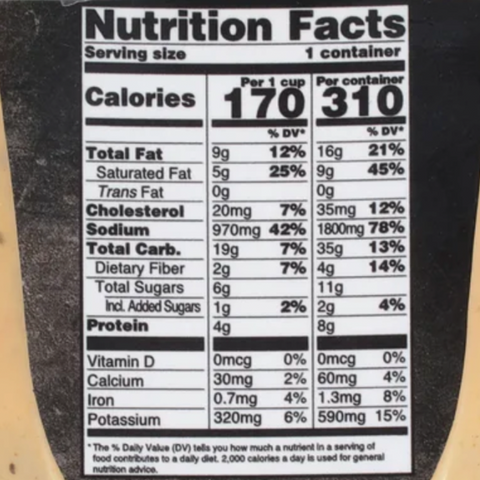 Nutrition Facts
Serving size 1 container
Per 1 cup Per container
Calories 170 310
% DV* % DV*
Total Fat 9g 12% 16g 21%
Saturated Fat 5g 25% 9g 45%
Trans Fat 0g 0g
Cholesterol 20mg 7% 35mg 12%
Sodium 970mg 42% 1800mg 78%
Total Carb. 19g 7% 35g 13%
Dietary Fiber 2g 7% 4g 14%
Total Sugars 6g 11g
Incl. Added Sugars 1g 2% 2g 4%
Protein 4g 8g
Vitamin D 0mcg 0% 0mcg 0%
Calcium 30mg 2% 60mg 4%
Iron 0.7mg 4% 1.3mg 8%
Potassium 320mg 6% 590mg 15%
* The % Daily Value (DV) tells you how much a nutrient in a serving of
food contributes to a daily diet. 2,000 calories a day is used for general
nutrition advice.